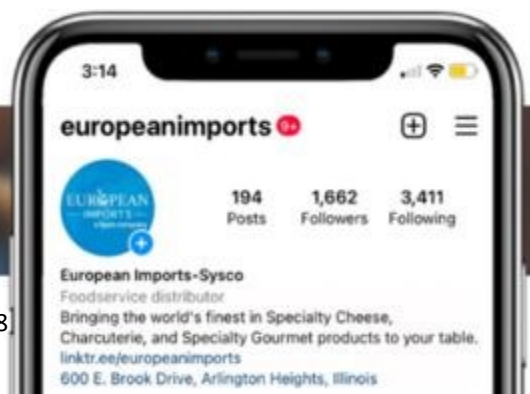 3:14
europeanimports 9+
EUROPEAN
IMPORTS
194 1,662 3,411
Posts Followers Following
European Imports-Sysco
Foodservice distributor
Bringing the world's finest in Specialty Cheese,
Charcuterie, and Specialty Gourmet products to your table.
linktr.ee/europeanimports
600 E. Brook Drive, Arlington Heights, Illinois
8